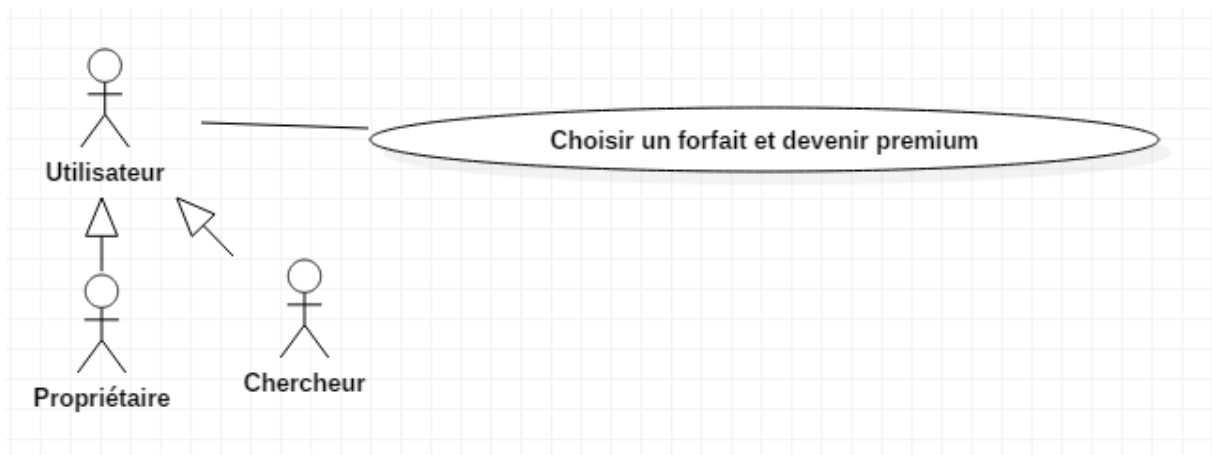 Choisir un forfait et devenir premium
Utilisateur
Chercheur
Propriétaire